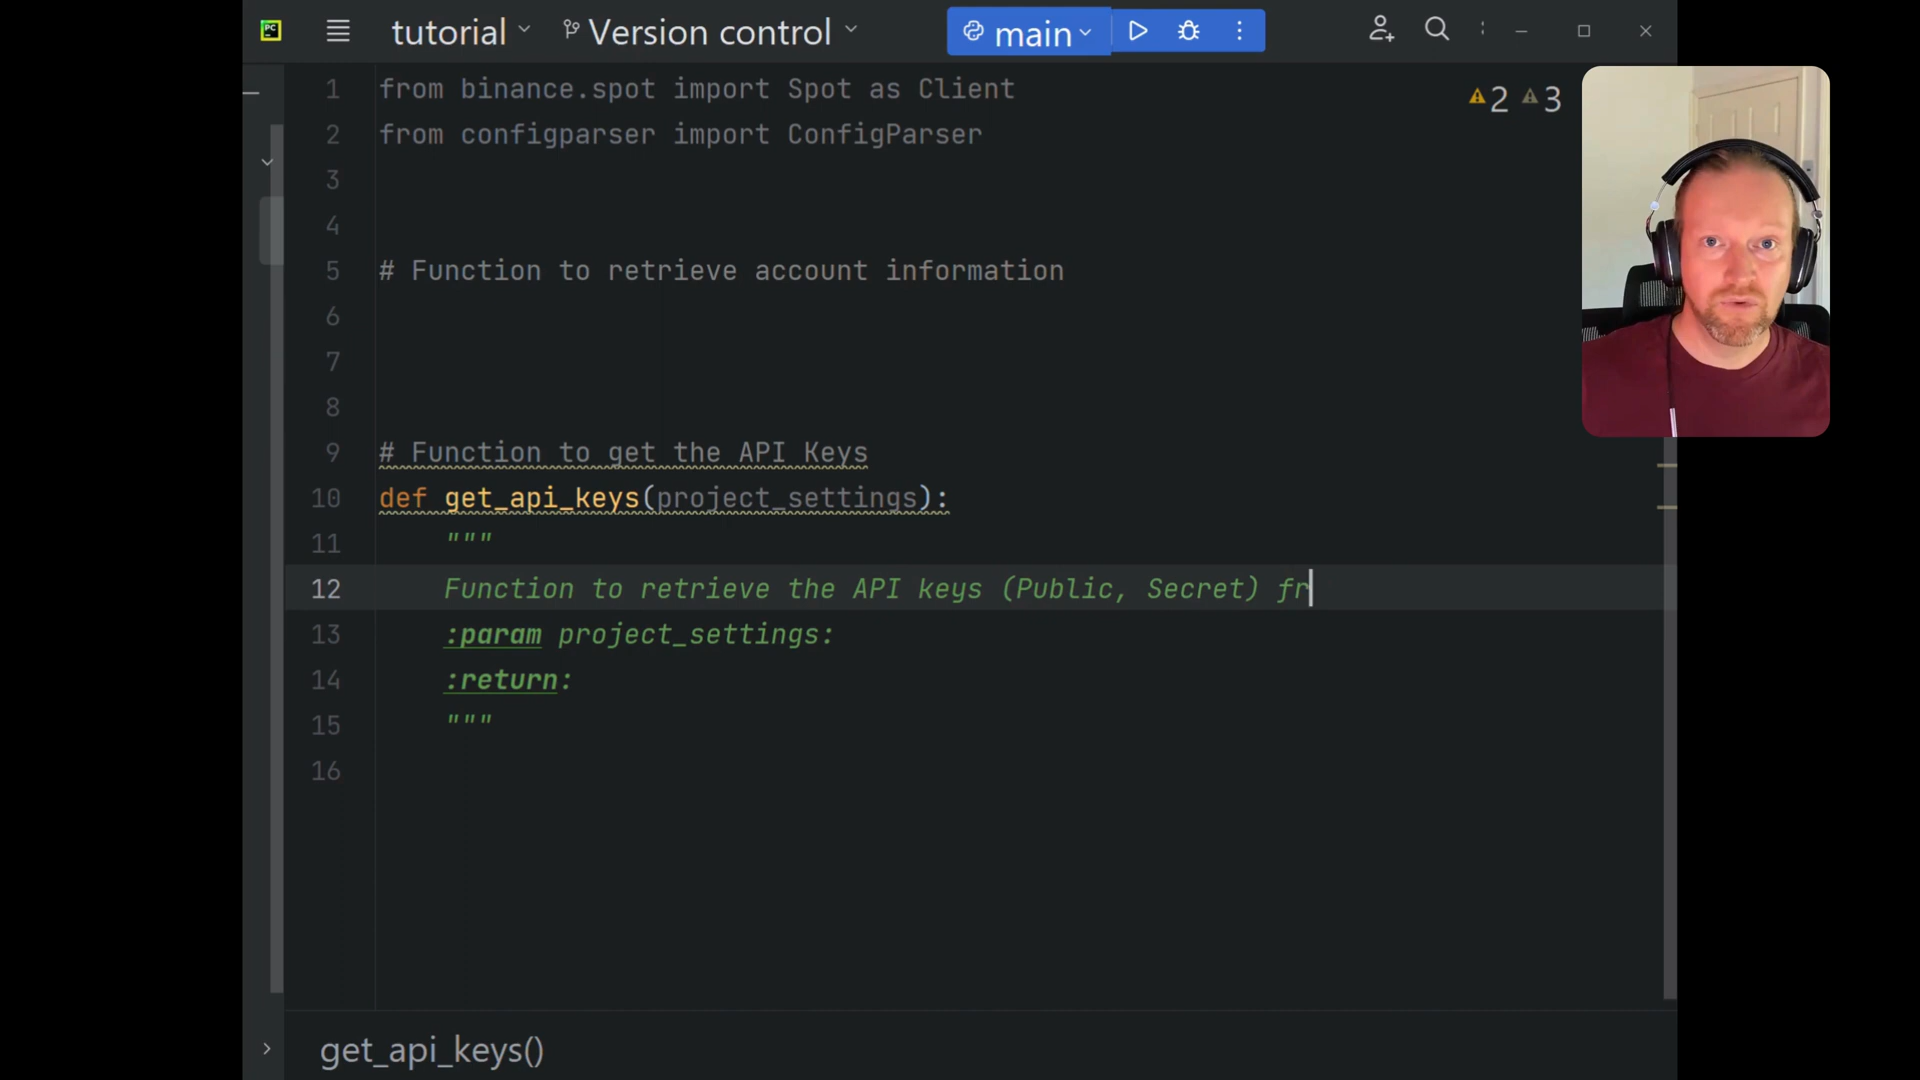 PC
tutorial
Version control
main
2 3
1 from binance.spot import Spot as Client
2 from configparser import ConfigParser
3
4
5 # Function to retrieve account information
6
7
8
9 # Function to get the API Keys
10 def get_api_keys(project_settings):
11 """
12 Function to retrieve the API keys (Public, Secret) fr
13 :param project_settings:
14 :return:
15 """
16
get_api_keys()